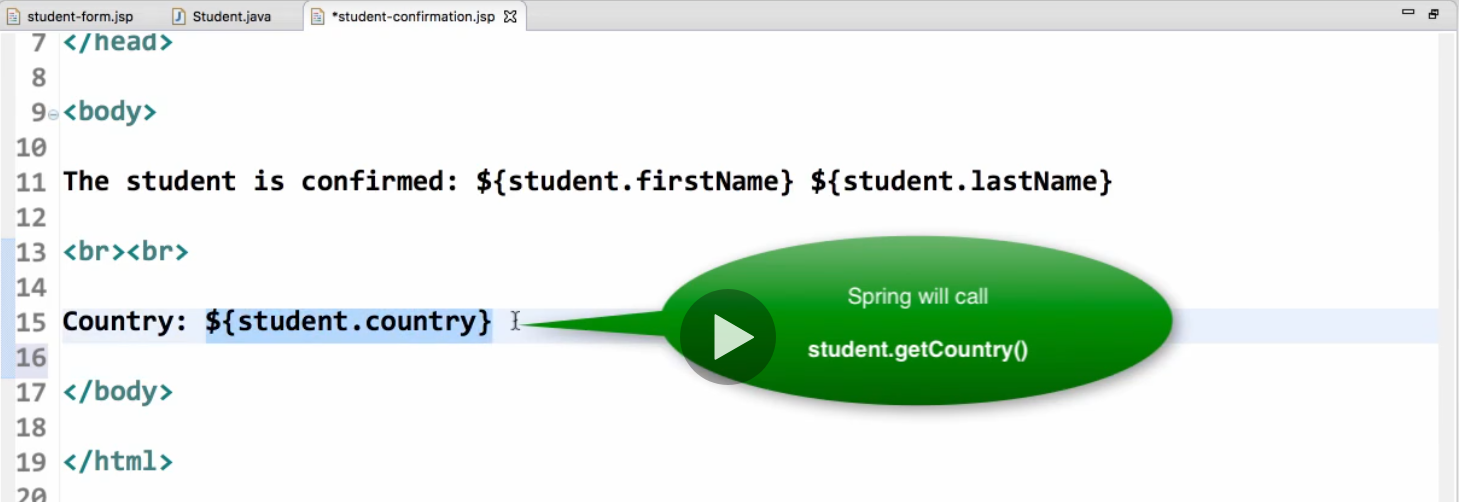 student-form.jsp Student.java *student-confirmation.jsp
7 </head>
8
9 <body>
10
11 The student is confirmed: ${student.firstName} ${student.lastName}
12
13 <br><br>
14
15 Country: ${student.country}
Spring will call
student.getCountry()
16
17 </body>
18
19 </html>
20